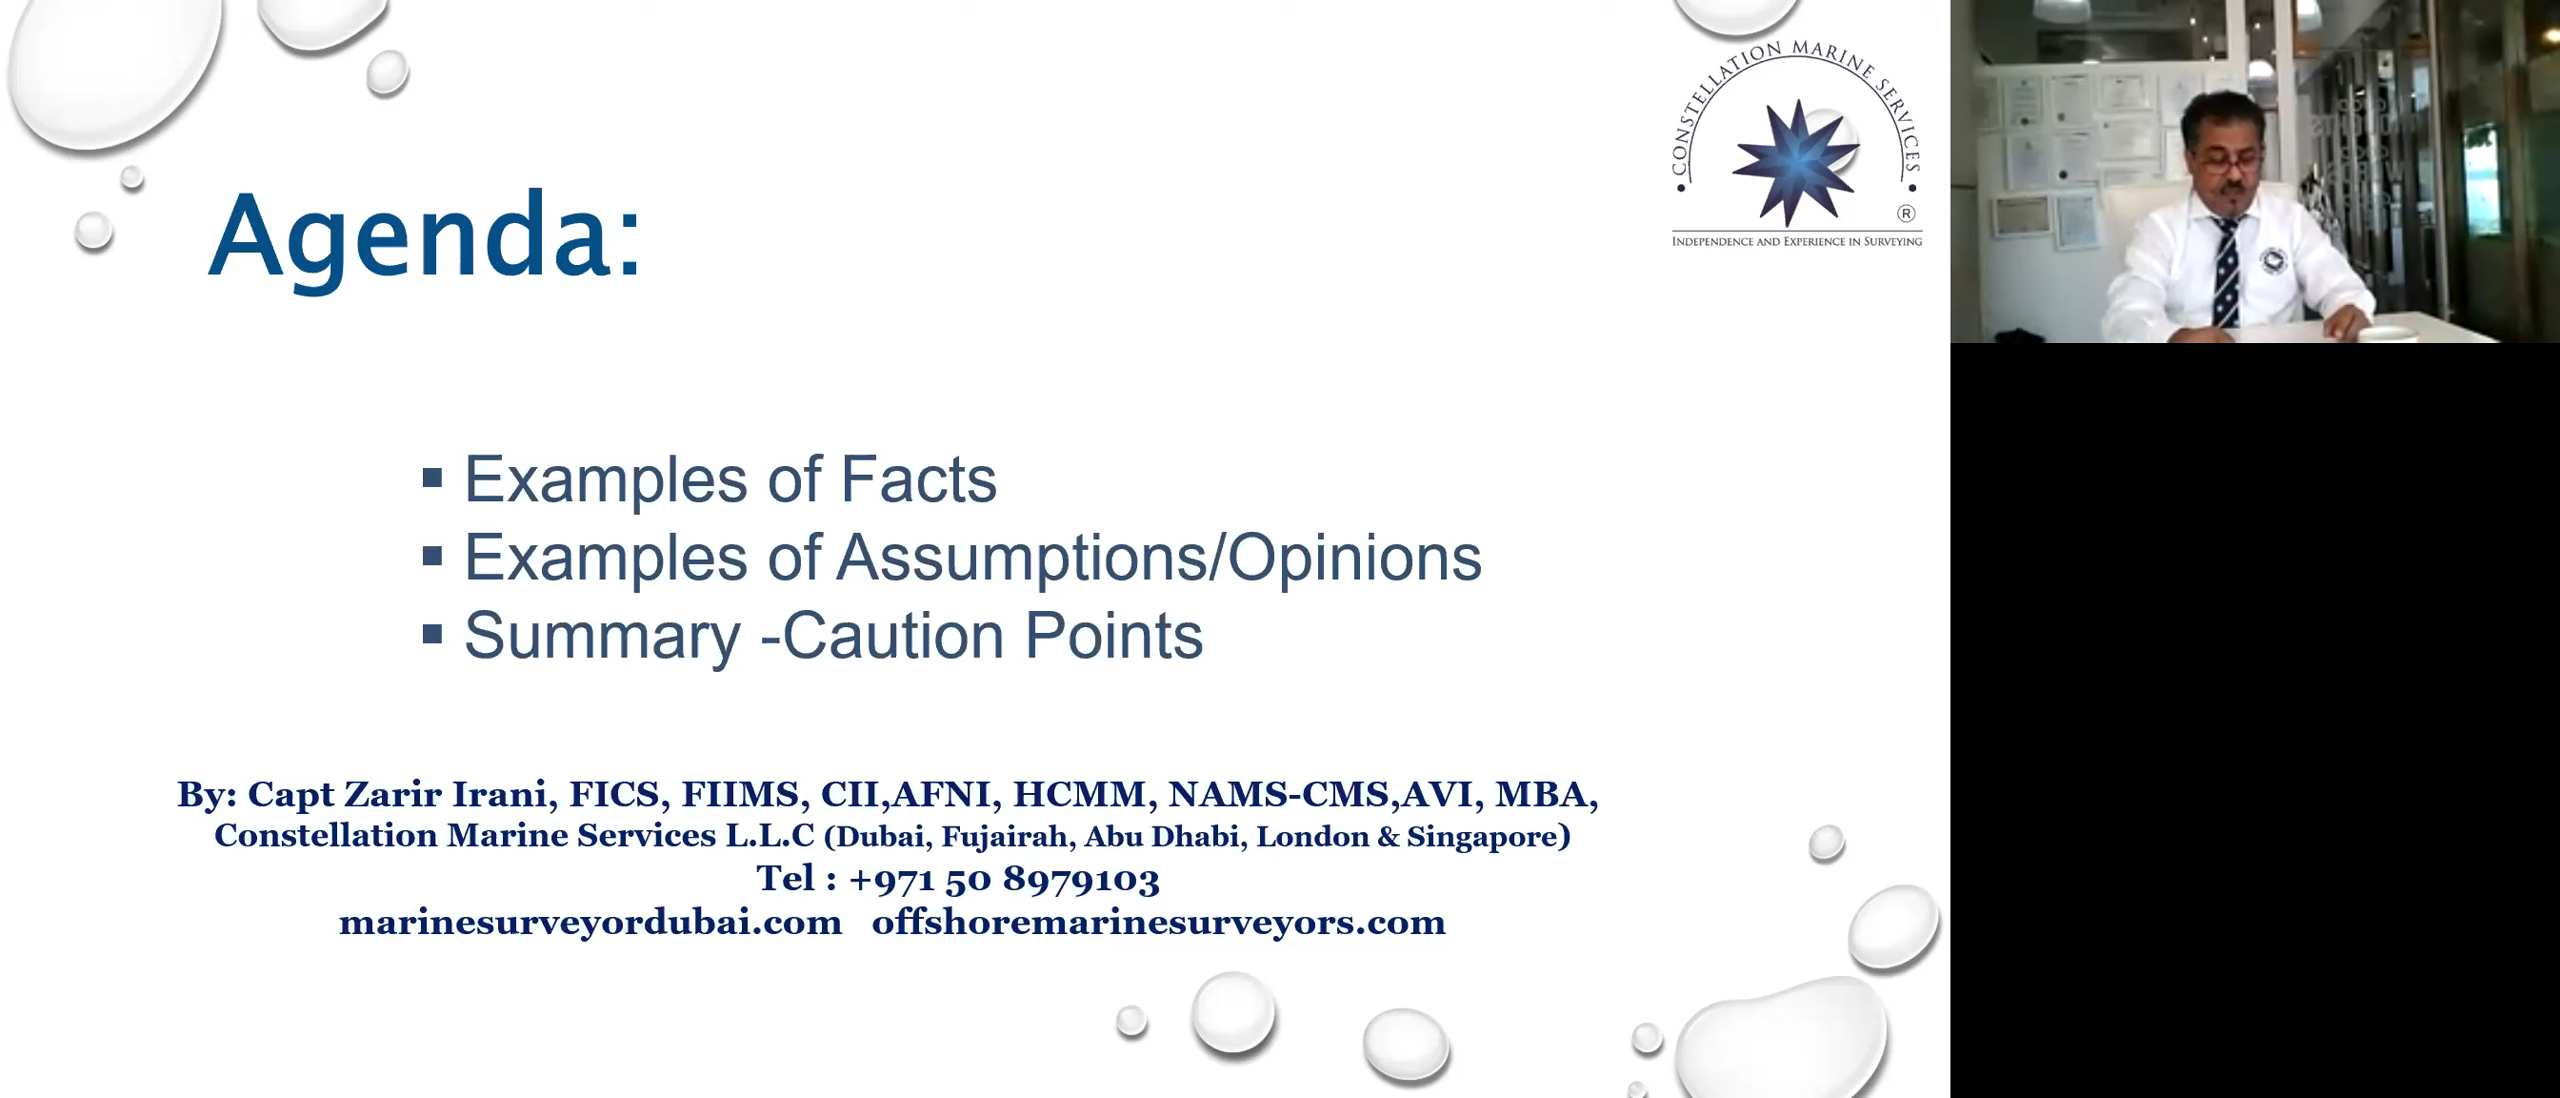 • CONSTELLATION MARINE SERVICES •
®
INDEPENDENCE AND EXPERIENCE IN SURVEYING
Agenda:
▪ Examples of Facts
▪ Examples of Assumptions/Opinions
▪ Summary -Caution Points
By: Capt Zarir Irani, FICS, FIIMS, CII,AFNI, HCMM, NAMS-CMS,AVI, MBA,
Constellation Marine Services L.L.C (Dubai, Fujairah, Abu Dhabi, London & Singapore)
Tel : +971 50 8979103
marinesurveyordubai.com offshoremarinesurveyors.com